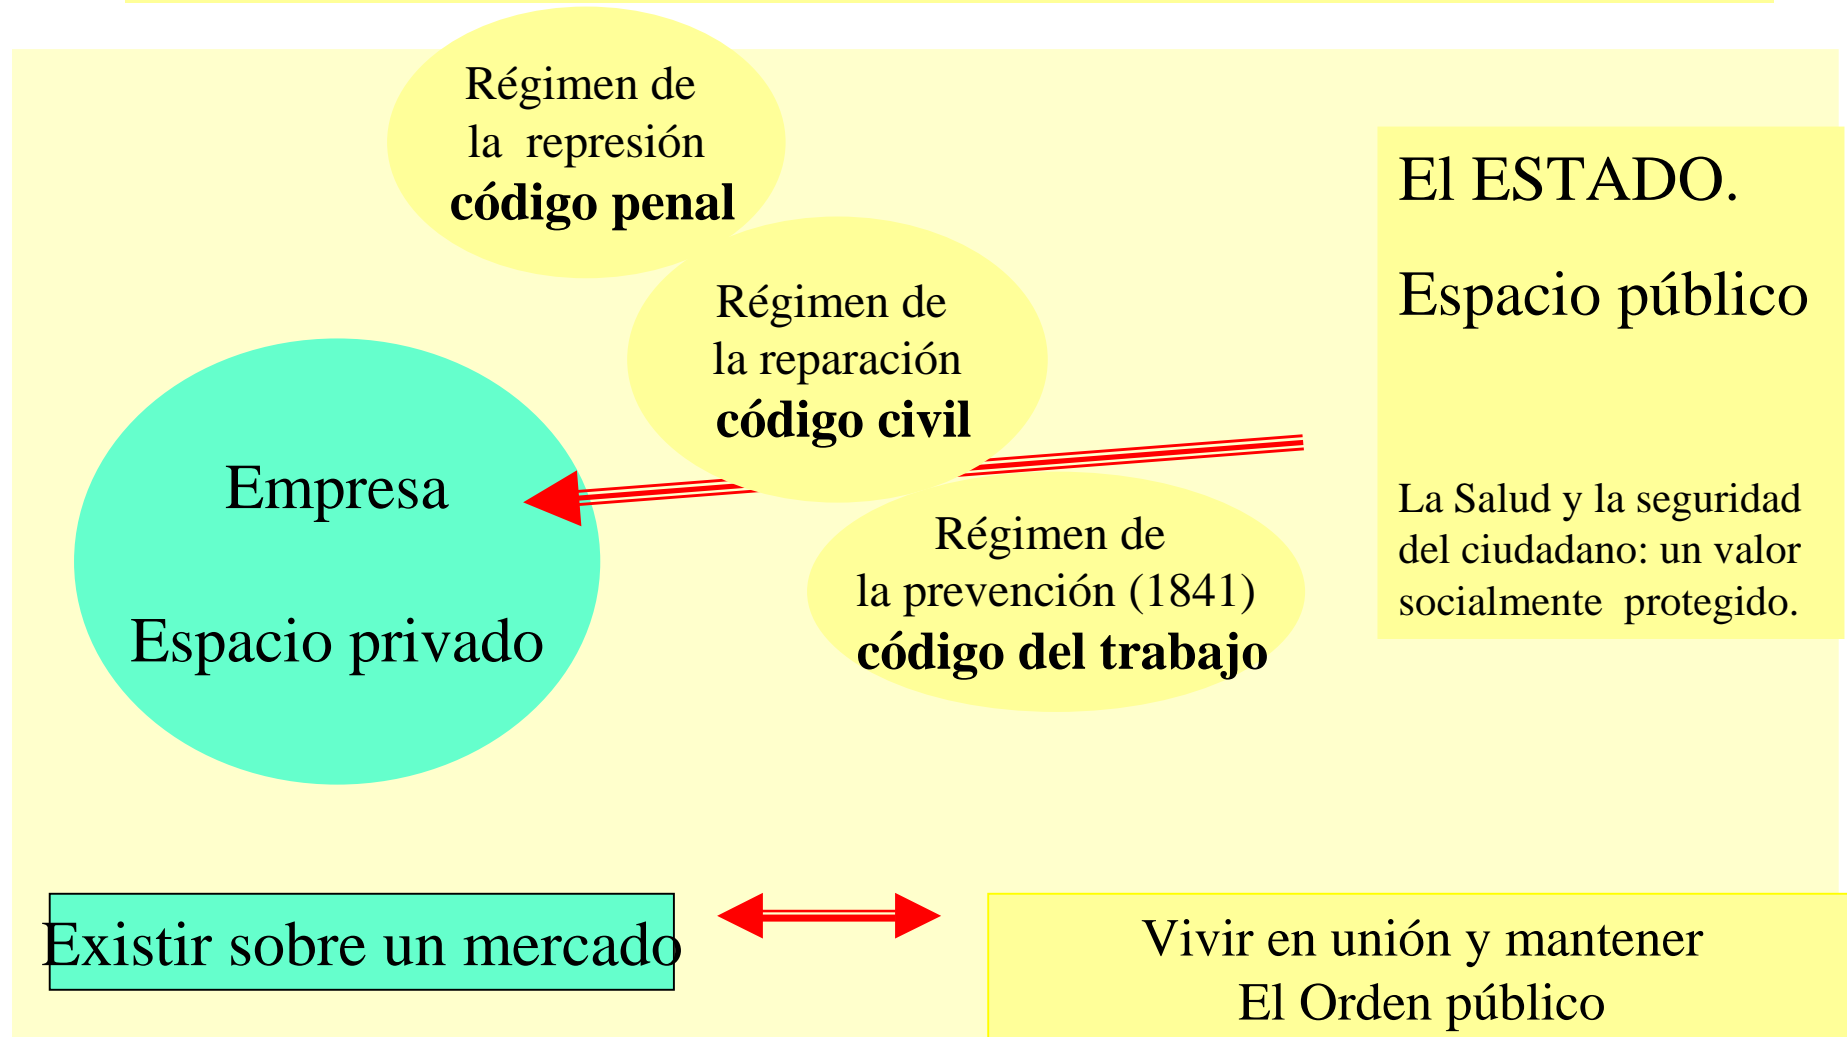 Régimen de
la represión
código penal
El ESTADO.
Espacio público
La Salud y la seguridad
del ciudadano: un valor
socialmente protegido.
Régimen de
la reparación
código civil
Empresa
Espacio privado
Régimen de
la prevención (1841)
código del trabajo
Existir sobre un mercado
Vivir en unión y mantener
El Orden público